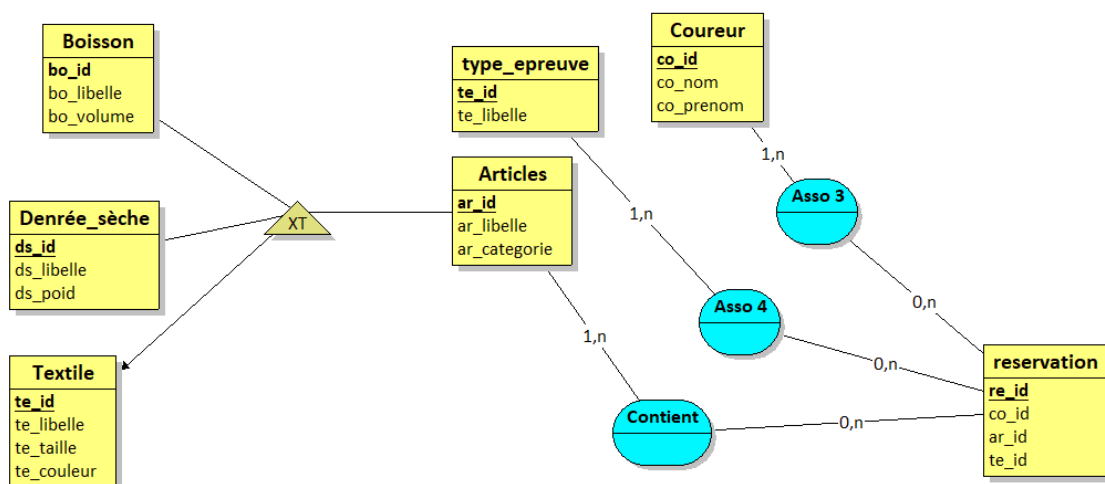 Boisson
bo_id
bo_libelle
bo_volume
type_epreuve
te_id
te_libelle
Coureur
co_id
co_nom
co_prenom
1,n
Asso 3
Denrée_sèche
ds_id
ds_libelle
ds_poid
XT
Articles
ar_id
ar_libelle
ar_categorie
1,n
Asso 4
0,n
1,n
0,n
Textile
te_id
te_libelle
te_taille
te_couleur
Contient
0,n
reservation
re_id
co_id
ar_id
te_id